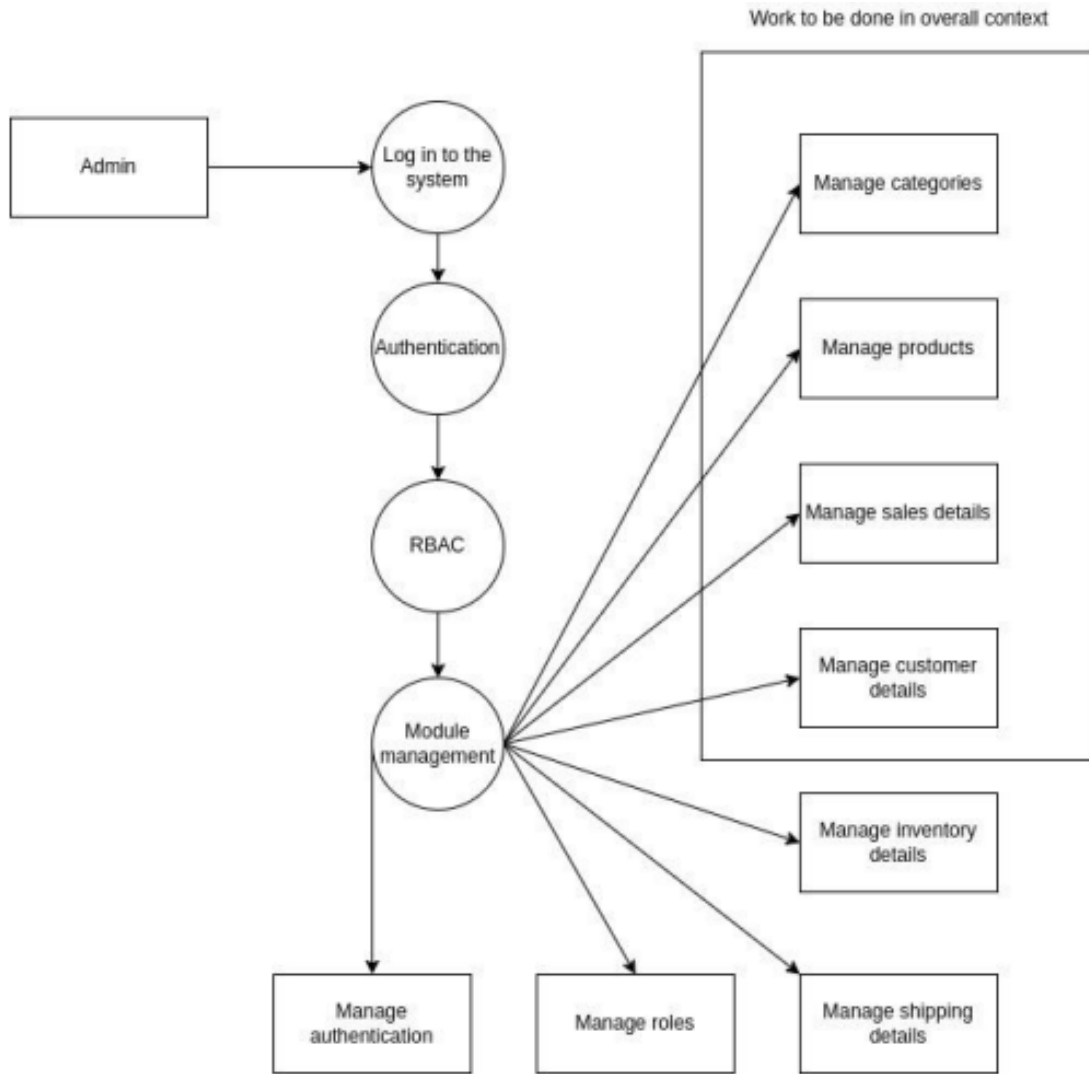 Work to be done in overall context
Admin
Log in to the
system
Manage categories
Authentication
Manage products
RBAC
Manage sales details
Module
management
Manage customer
details
Manage inventory
details
Manage
authentication
Manage roles
Manage shipping
details